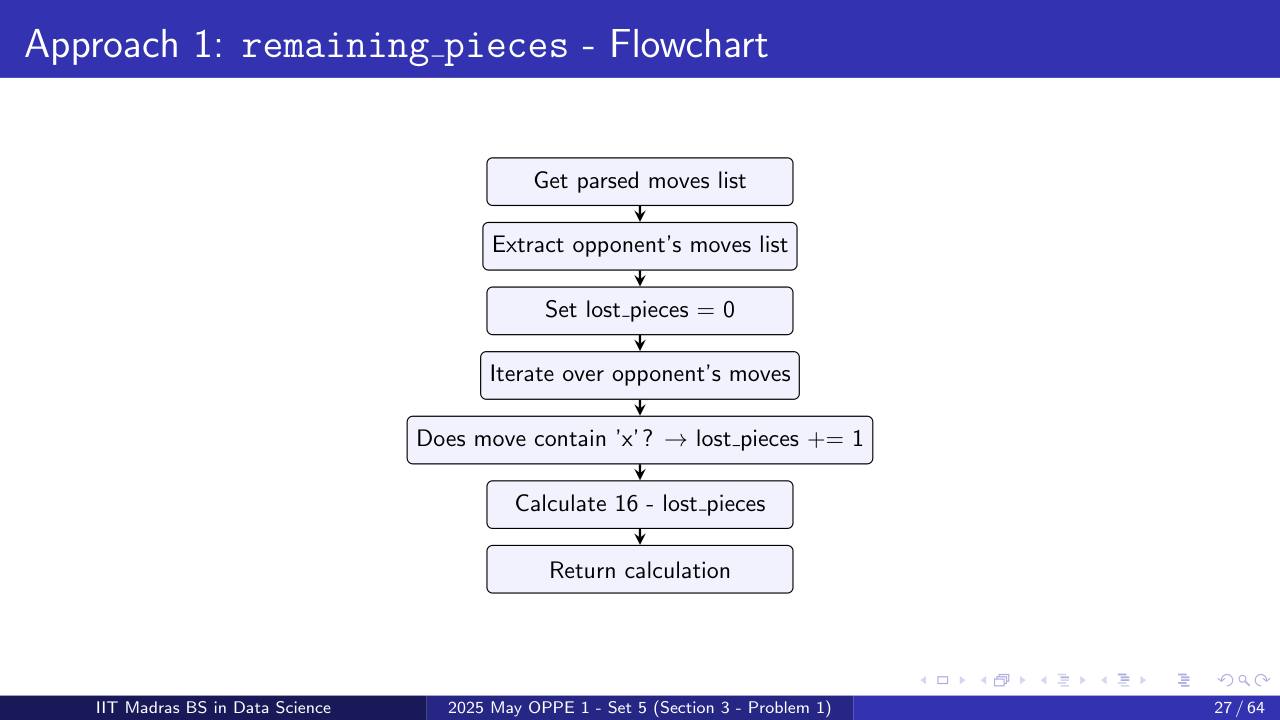 Approach 1: remaining_pieces - Flowchart
Get parsed moves list
Extract opponent's moves list
Set lost_pieces = 0
Iterate over opponent's moves
Does move contain 'x'? → lost_pieces += 1
Calculate 16 - lost_pieces
Return calculation
IIT Madras BS in Data Science
2025 May OPPE 1 - Set 5 (Section 3 - Problem 1)
27 / 64